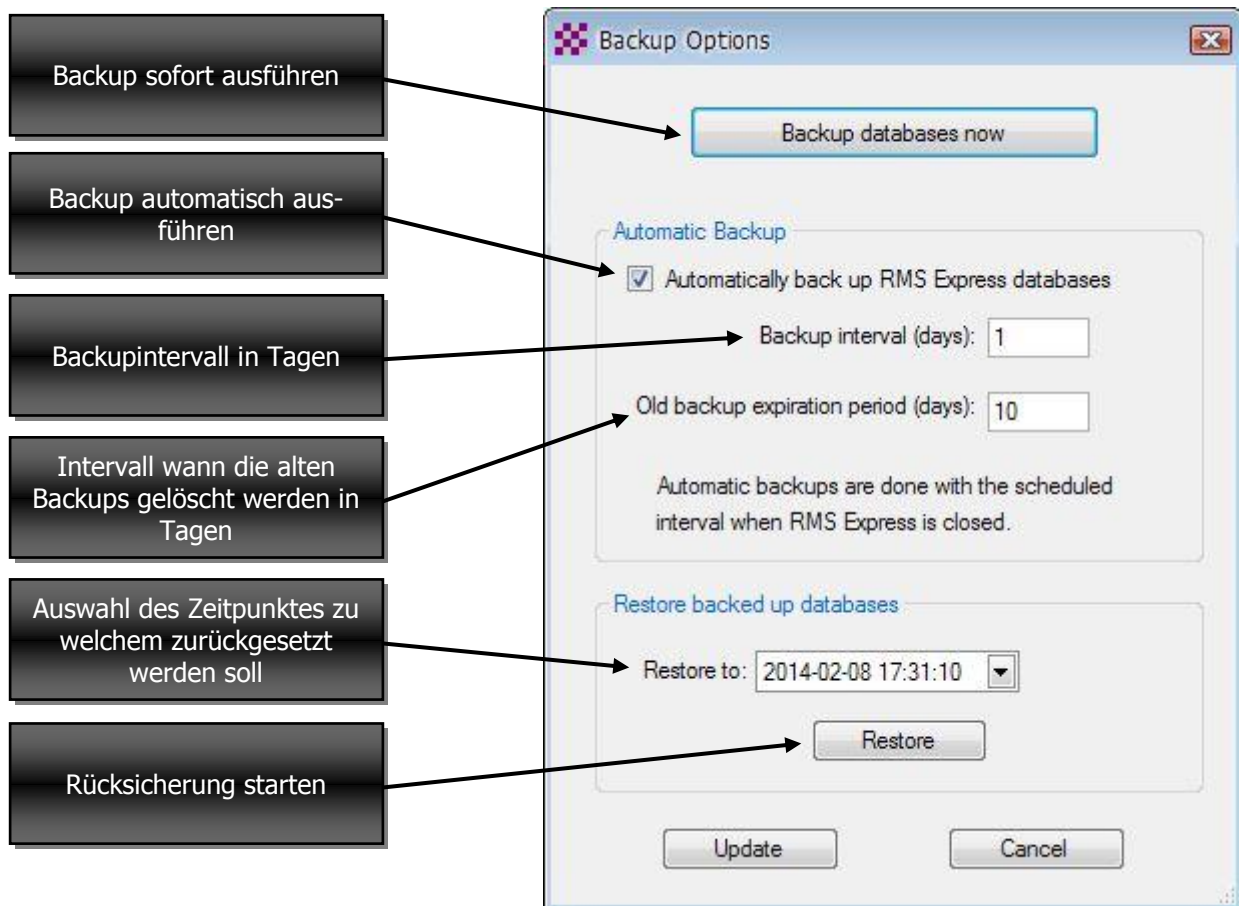 Backup Options
Backup sofort ausführen
Backup databases now
Backup automatisch aus-
führen
Automatic Backup
Automatically back up RMS Express databases
Backupintervall in Tagen
Backup interval (days): 1
Intervall wann die alten
Backups gelöscht werden in
Tagen
Old backup expiration period (days): 10
Automatic backups are done with the scheduled
interval when RMS Express is closed.
Auswahl des Zeitpunktes zu
welchem zurückgesetzt
werden soll
Restore backed up databases
Restore to: 2014-02-08 17:31:10
Rücksicherung starten
Restore
Update
Cancel